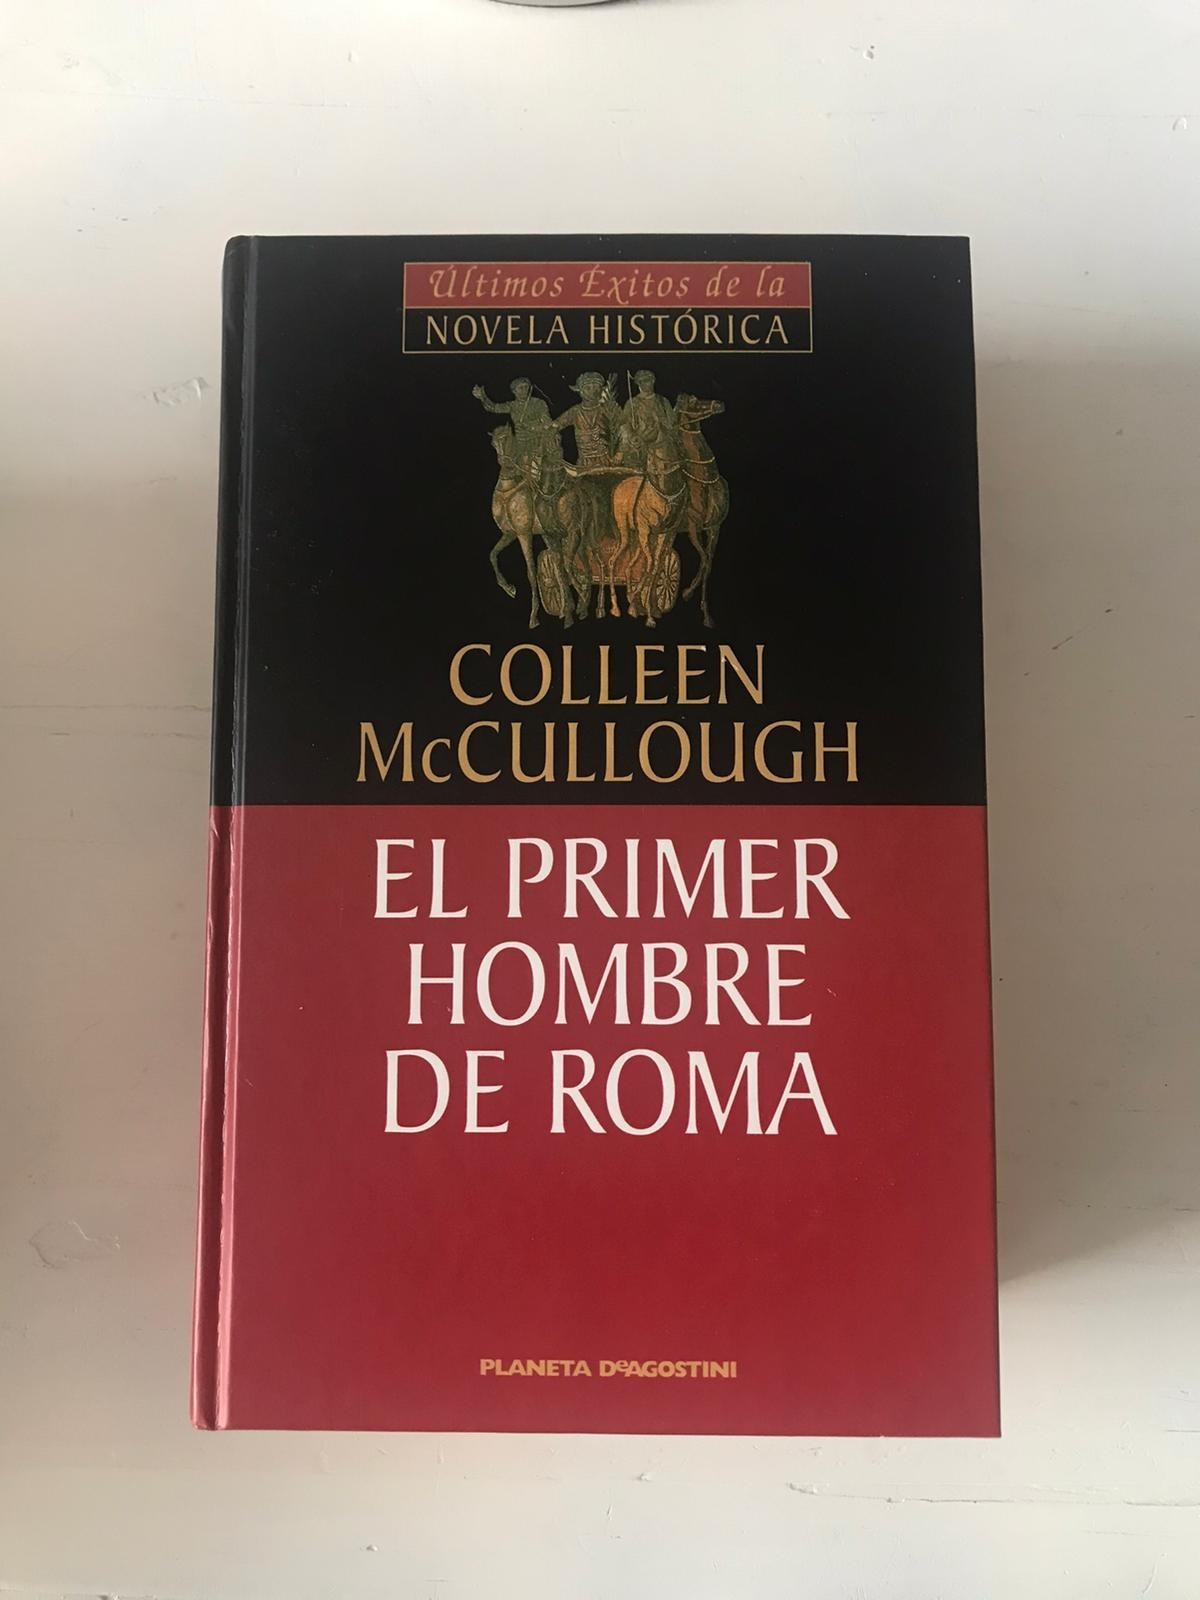 Últimos Éxitos de la
NOVELA HISTÓRICA
COLLEEN
McCULLOUGH
EL PRIMER
HOMBRE
DE ROMA
PLANETA DeAGOSTINI